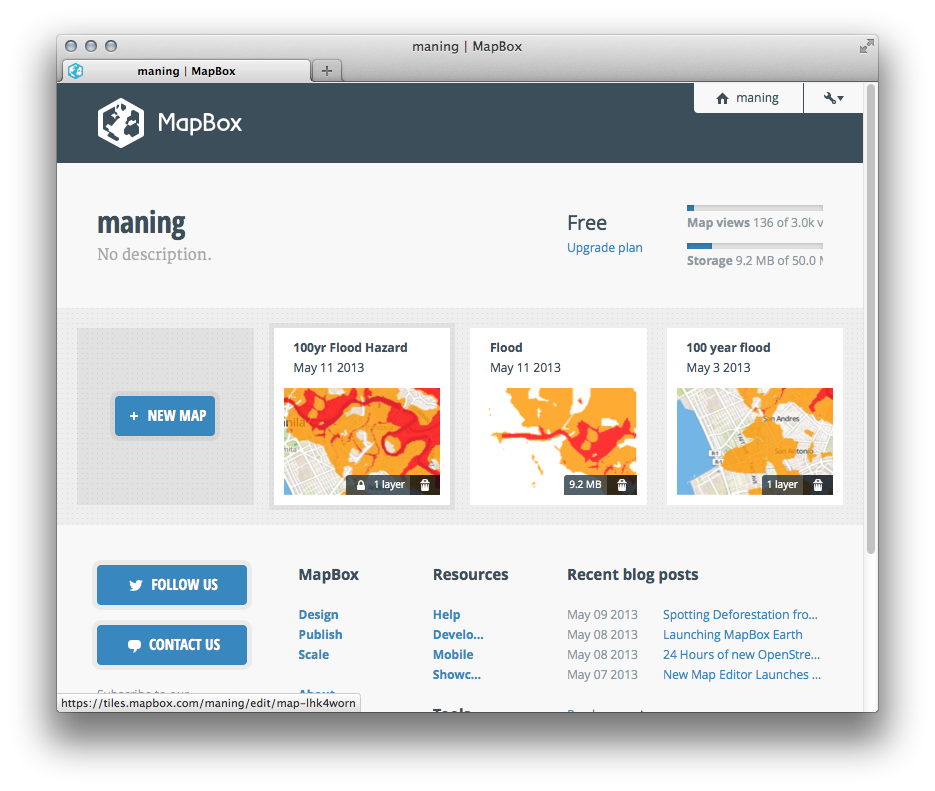 maning | MapBox
maning | MapBox
maning
MapBox
maning
No description.
Free
Upgrade plan
Map views 136 of 3.0k v
Storage 9.2 MB of 50.0 M
+ NEW MAP
100yr Flood Hazard
May 11 2013
1 layer
Flood
May 11 2013
9.2 MB
100 year flood
May 3 2013
San Andres
San Antonio
R-1
1 layer
FOLLOW US
CONTACT US
Subscribe to our
MapBox
Design
Publish
Scale
About
Resources
Help
Develo...
Mobile
Showc...
Tools
Recent blog posts
May 09 2013 Spotting Deforestation fro...
May 08 2013 Launching MapBox Earth
May 08 2013 24 Hours of new OpenStre...
May 07 2013 New Map Editor Launches ...
https://tiles.mapbox.com/maning/edit/map-lhk4worn